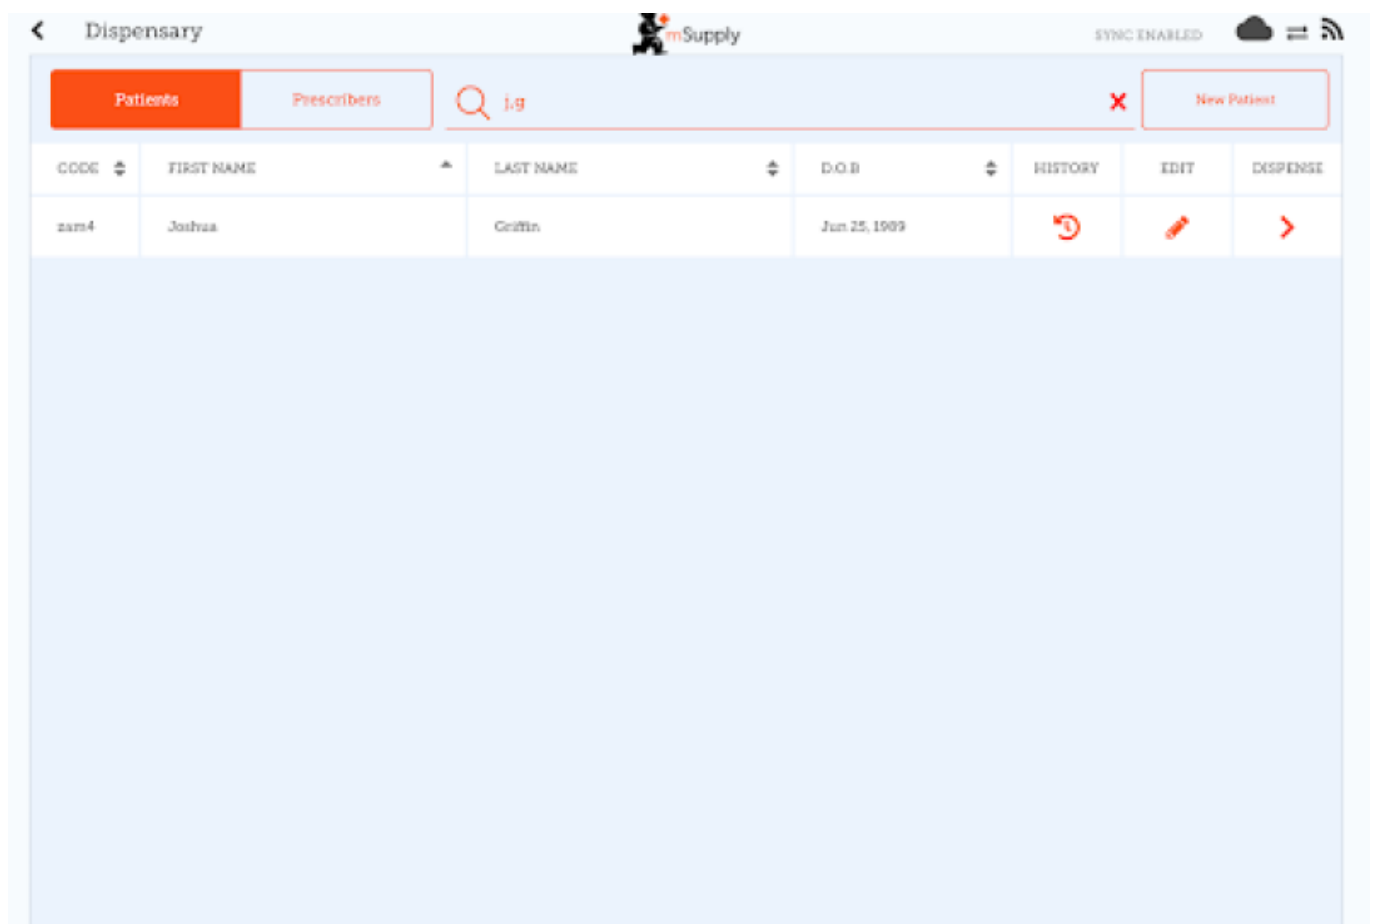 Dispensary
mSupply
SYNC ENABLED
Patients
Prescribers
j.g
New Patient
CODE FIRST NAME LAST NAME D.O.B HISTORY EDIT DISPENSE
zam4 Joshua Griffin Jun 25, 1989